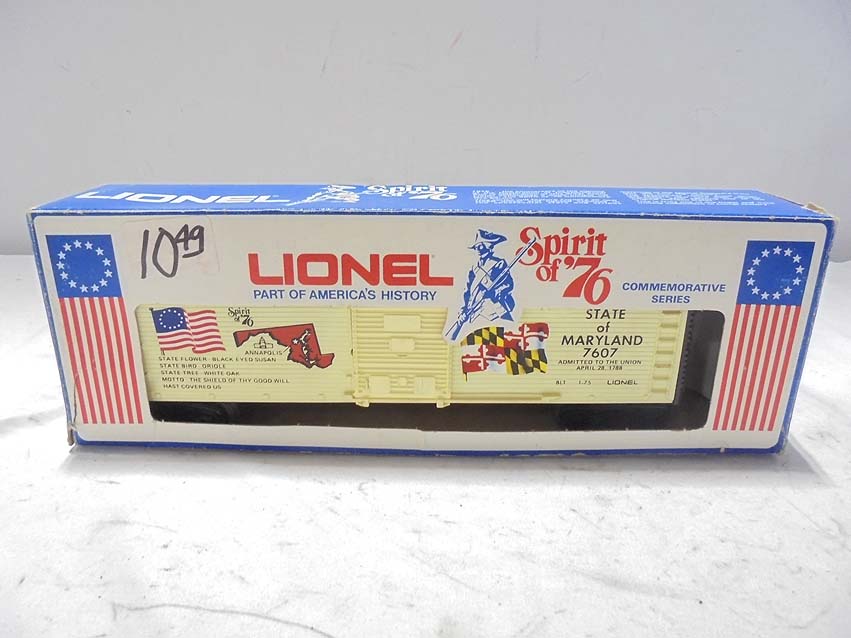 LIONEL
Spirit
of '76
10.49
LIONEL
PART OF AMERICA'S HISTORY
Spirit
of '76
COMMEMORATIVE
SERIES
Spirit
of '76
ANNAPOLIS
STATE FLOWER - BLACK EYED SUSAN
STATE BIRD - ORIOLE
STATE TREE - WHITE OAK
MOTTO - THE SHIELD OF THY GOOD WILL
HAST COVERED US
STATE
of
MARYLAND
7607
ADMITTED TO THE UNION
APRIL 28, 1788
BLT 1-75 LIONEL